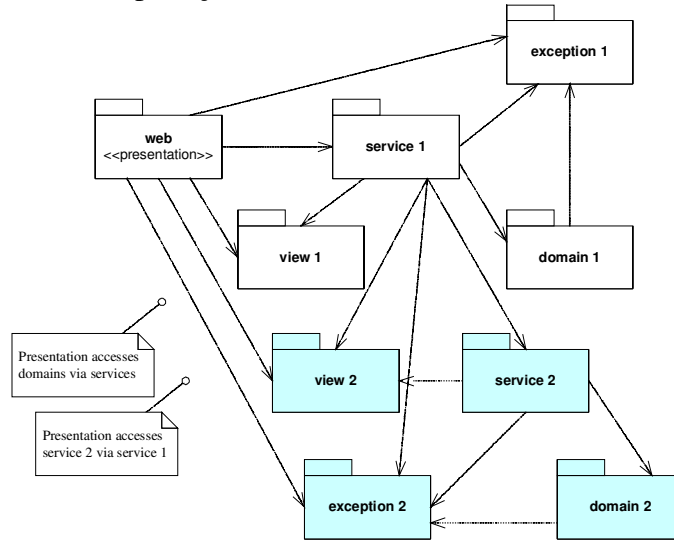 exception 1
web
<<presentation>>
service 1
view 1
domain 1
Presentation accesses
domains via services
view 2
service 2
Presentation accesses
service 2 via service 1
exception 2
domain 2